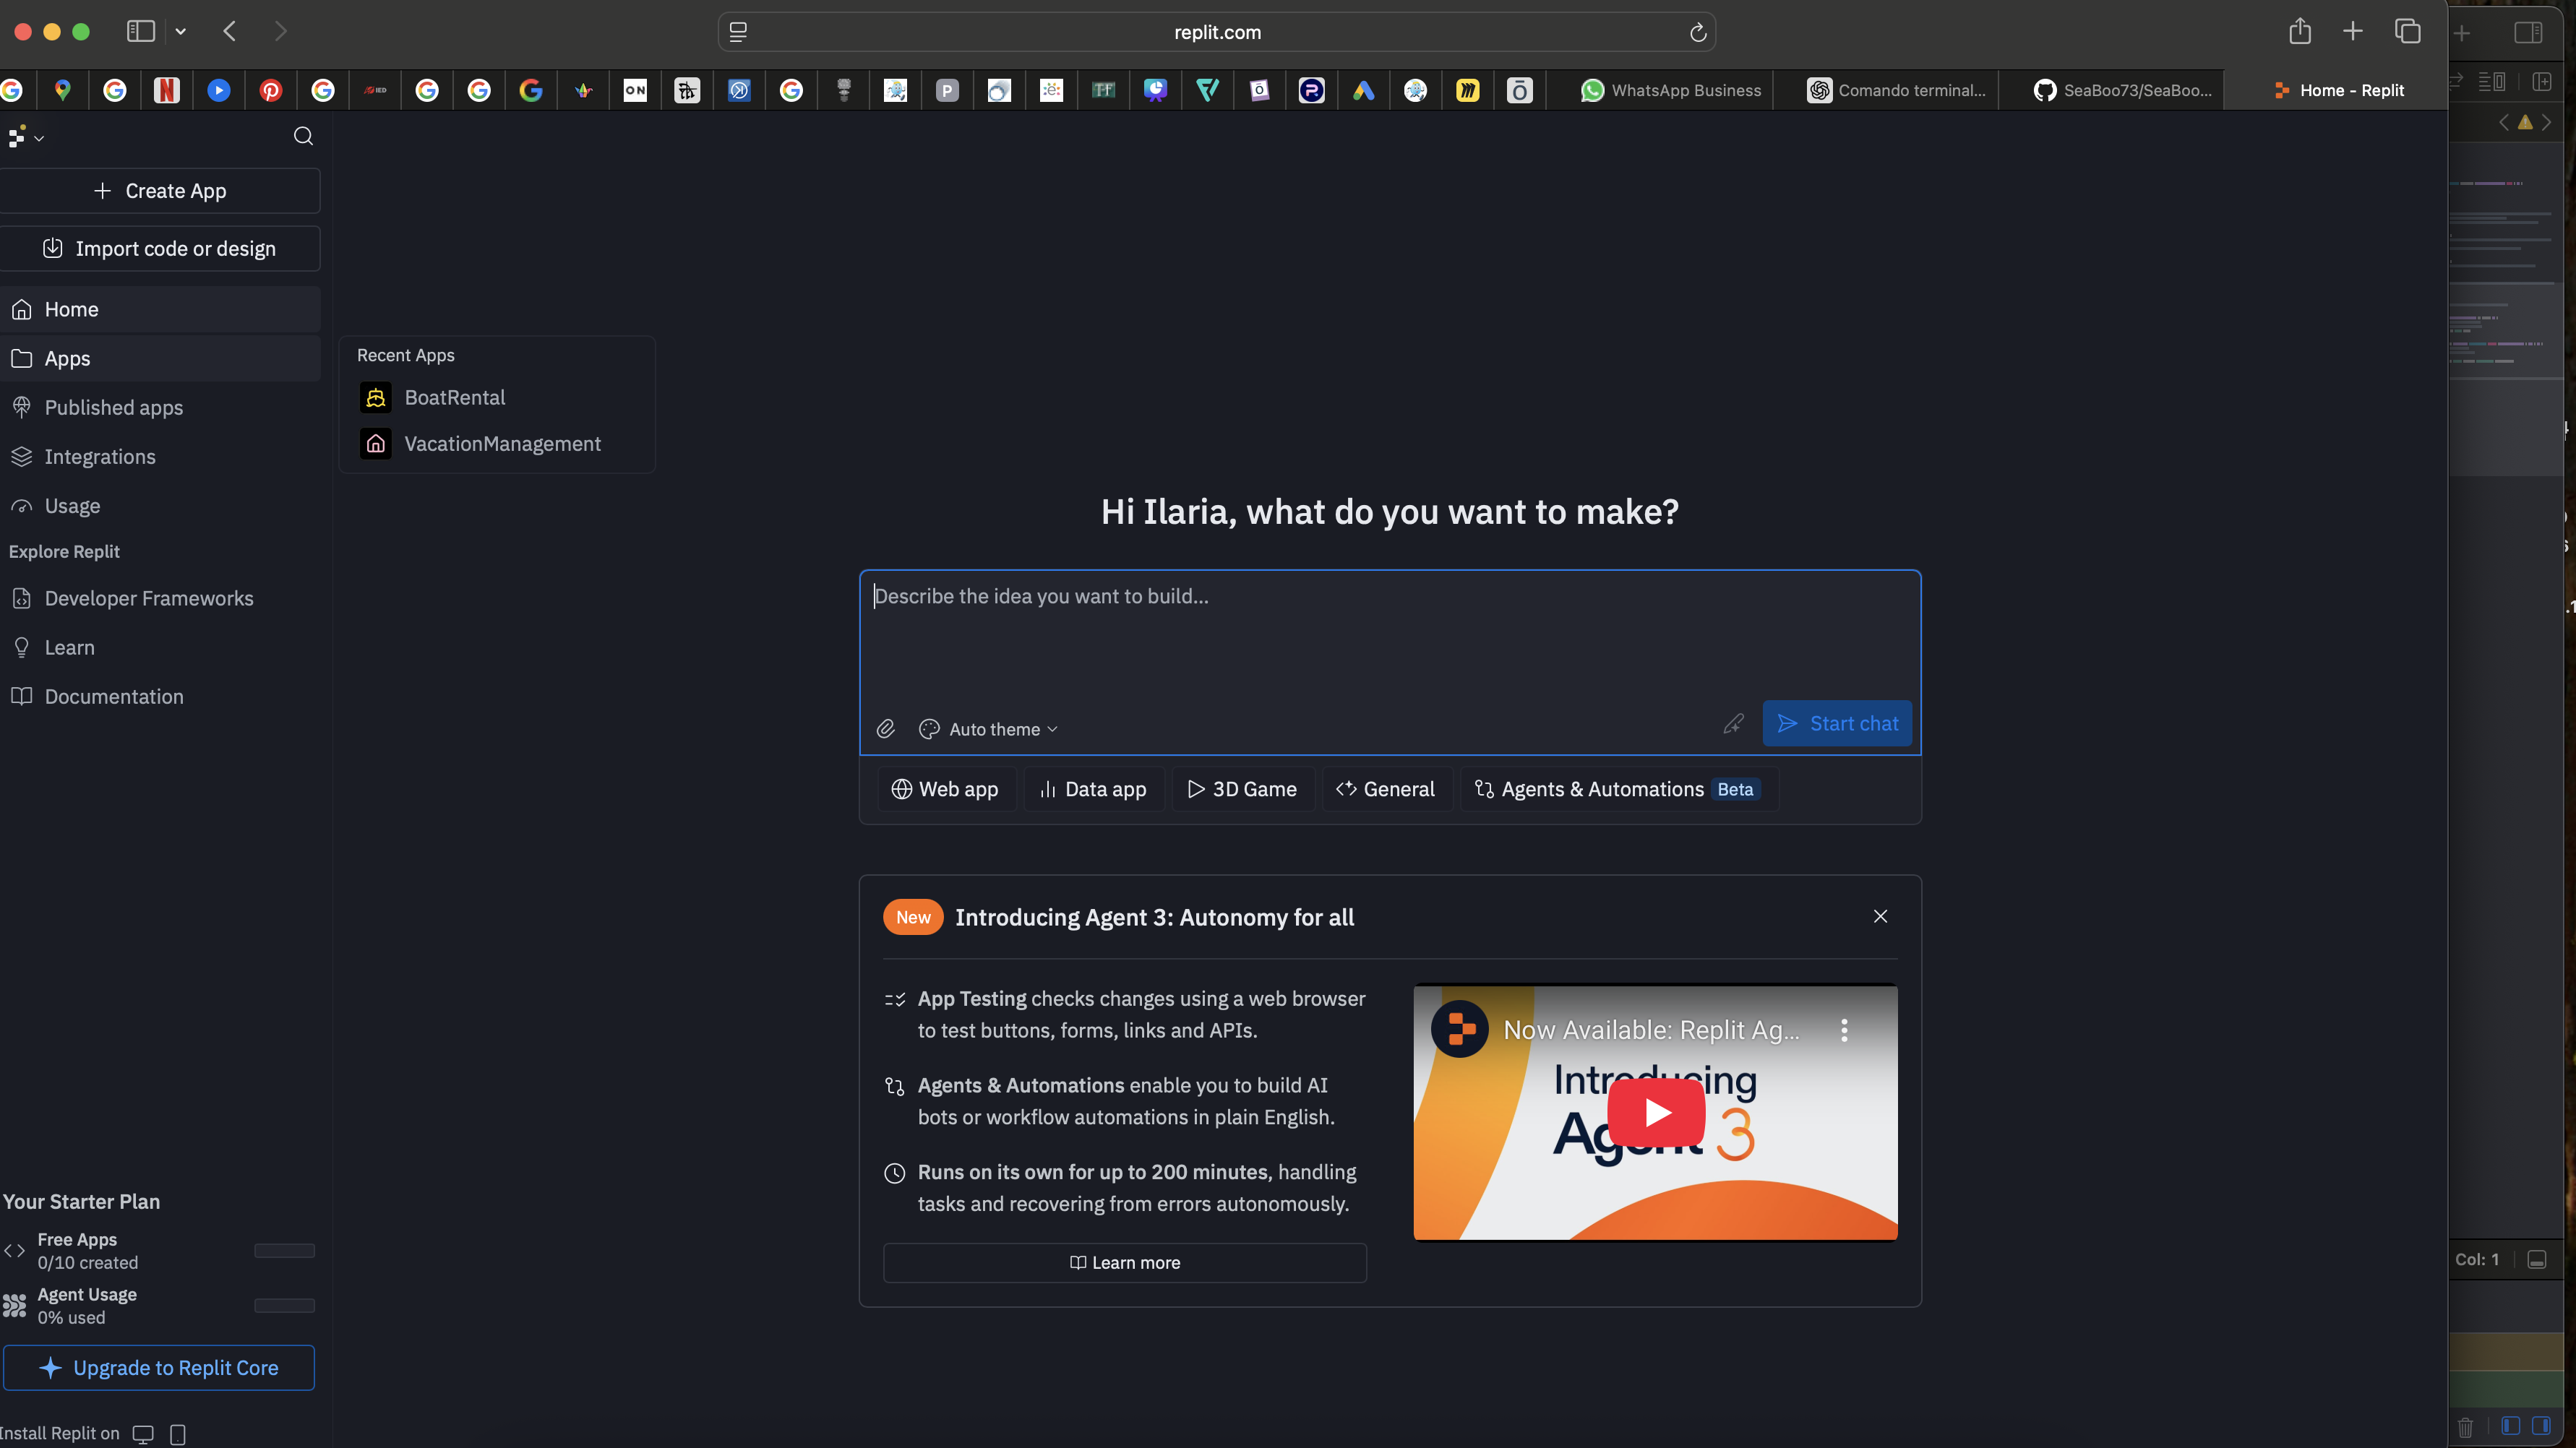 replit.com
IED
ON
P
TF
WhatsApp Business
Comando terminal...
SeaBoo73/SeaBoo...
Home - Replit
Create App
Import code or design
Home
Apps
Published apps
Integrations
Usage
Explore Replit
Developer Frameworks
Learn
Documentation
Your Starter Plan
Free Apps
0/10 created
Agent Usage
0% used
Upgrade to Replit Core
Install Replit on
Recent Apps
BoatRental
VacationManagement
Hi Ilaria, what do you want to make?
Describe the idea you want to build...
Auto theme
Start chat
Web app
Data app
3D Game
General
Agents & Automations Beta
New Introducing Agent 3: Autonomy for all
App Testing checks changes using a web browser
to test buttons, forms, links and APIs.
Agents & Automations enable you to build AI
bots or workflow automations in plain English.
Runs on its own for up to 200 minutes, handling
tasks and recovering from errors autonomously.
Learn more
Now Available: Replit Ag...
Introducing
Agent 3
Col: 1